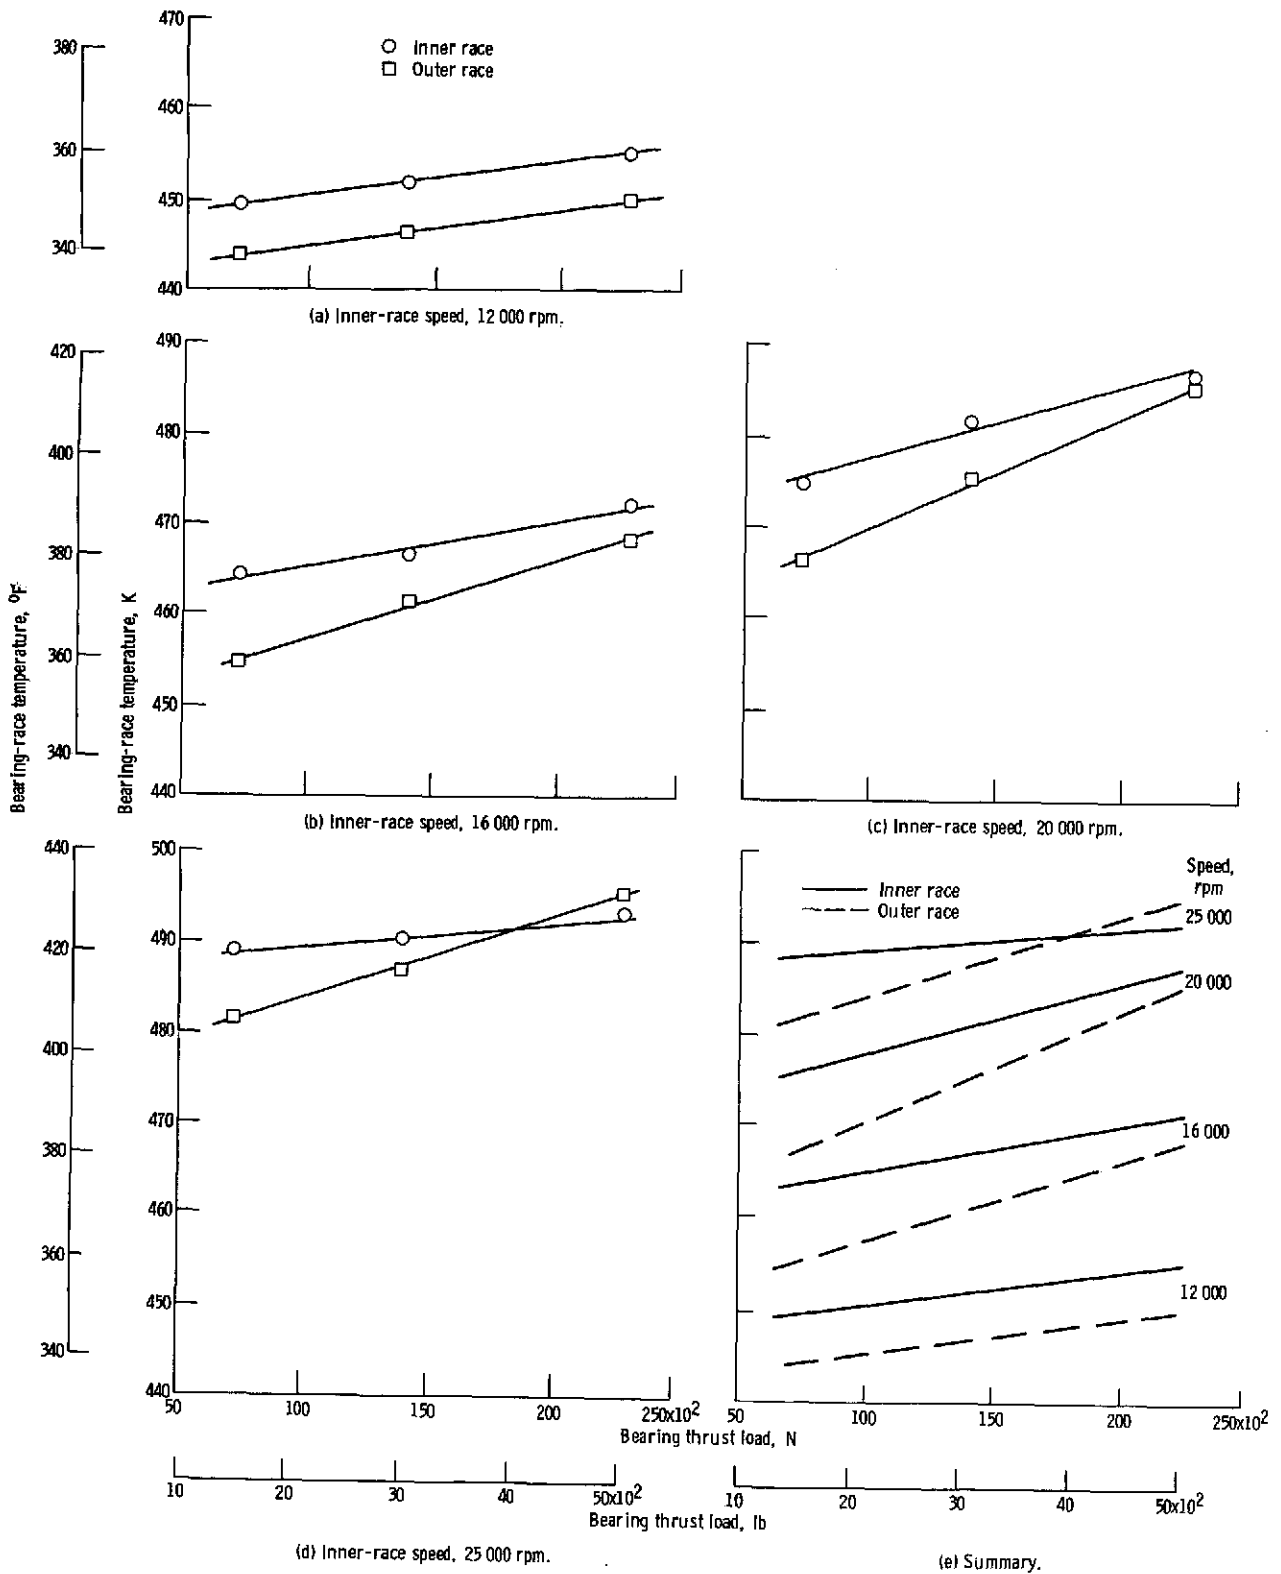 470
380
○ Inner race
□ Outer race
460
360
450
340
440
(a) Inner-race speed, 12 000 rpm.
490
420
480
400
470
380
460
360
450
340
440
Bearing-race temperature, °F
Bearing-race temperature, K
(b) Inner-race speed, 16 000 rpm.
(c) Inner-race speed, 20 000 rpm.
440
500
420
490
480
400
470
380
460
360
450
340
440
50
100
150
200
250x10²
Speed,
rpm
Inner race
Outer race
25 000
20 000
16 000
12 000
50
100
150
200
250x10²
Bearing thrust load, N
10
20
30
40
50x10²
10
20
30
40
50x10²
Bearing thrust load, lb
(d) Inner-race speed, 25 000 rpm.
(e) Summary.